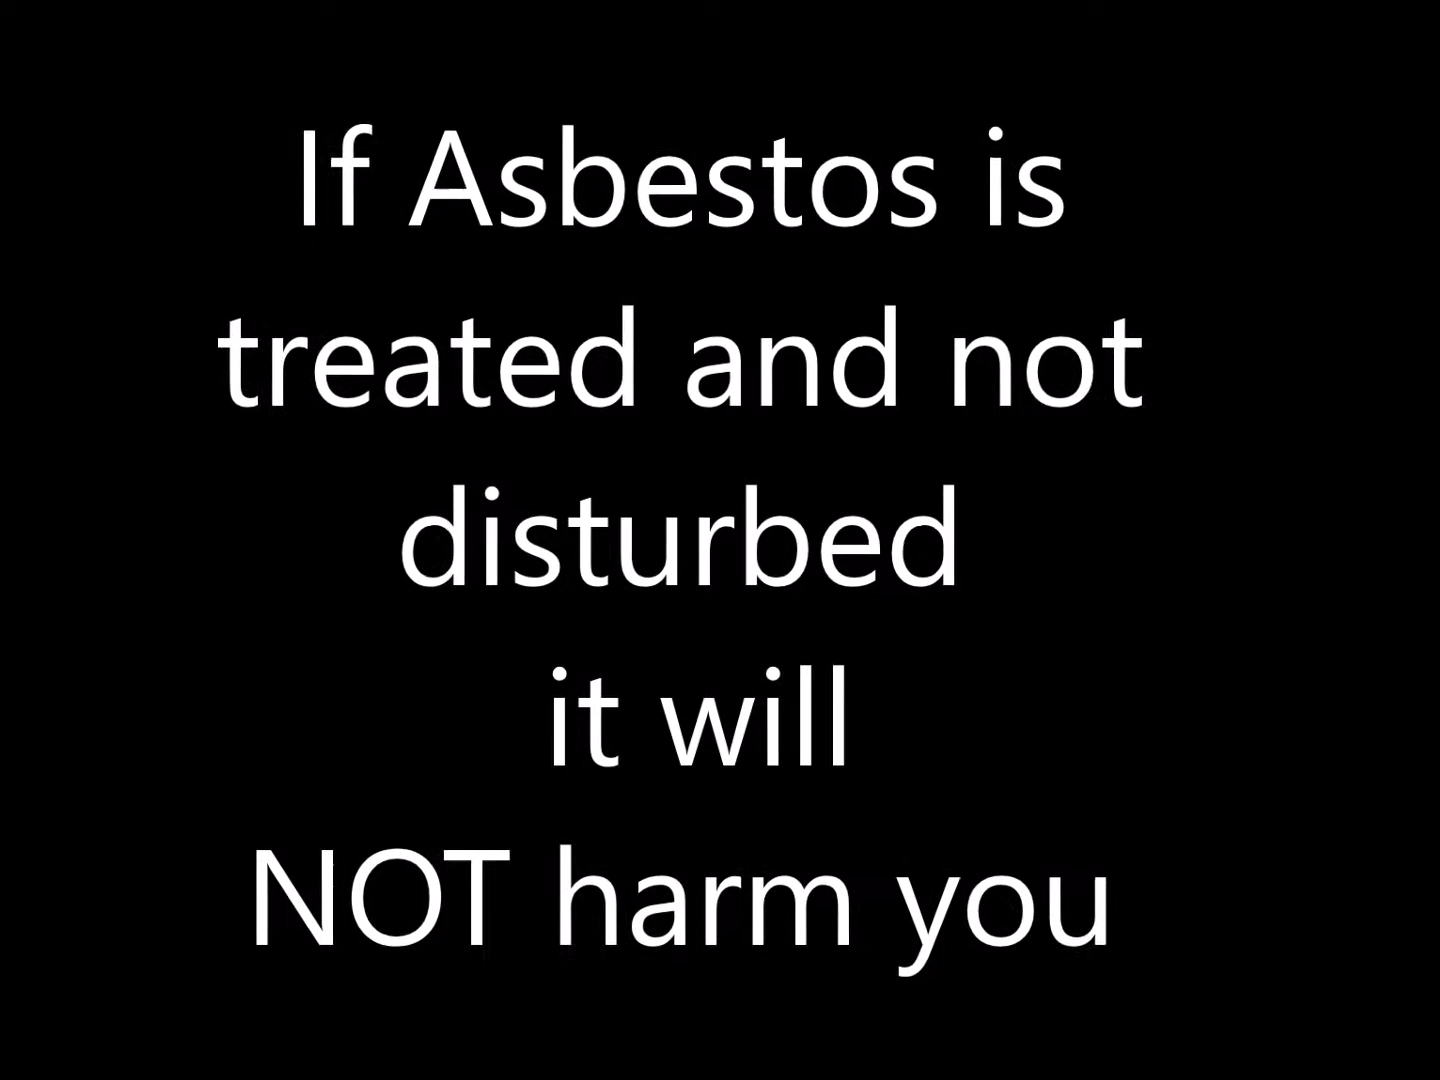 If Asbestos is
treated and not
disturbed
it will
NOT harm you